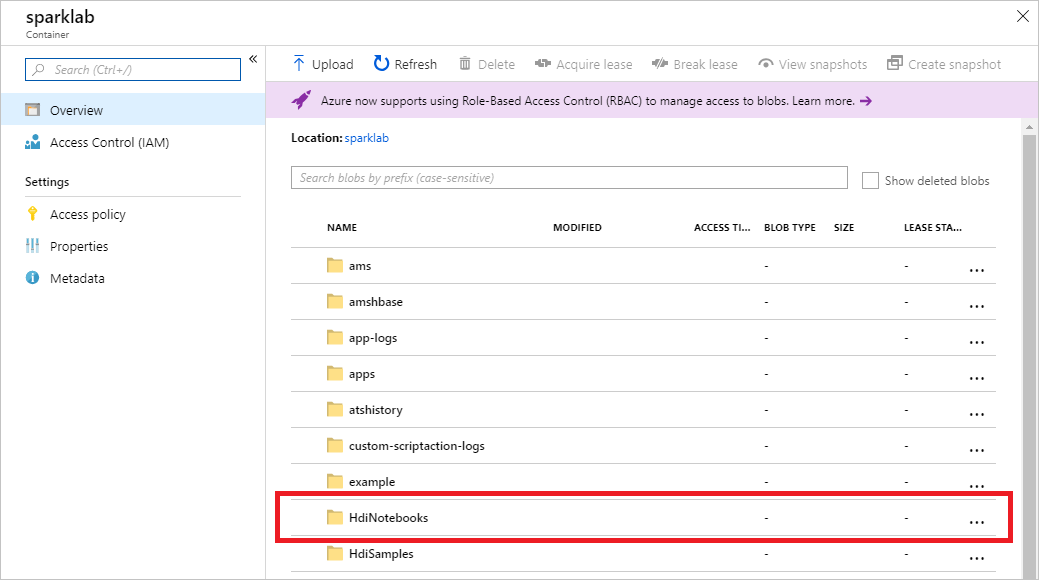 sparklab
Container
Search (Ctrl+/)
«
Overview
Access Control (IAM)
Settings
Access policy
Properties
Metadata
Upload Refresh Delete Acquire lease Break lease View snapshots Create snapshot
Azure now supports using Role-Based Access Control (RBAC) to manage access to blobs. Learn more. →
Location: sparklab
Search blobs by prefix (case-sensitive)
Show deleted blobs
NAME MODIFIED ACCESS TI... BLOB TYPE SIZE LEASE STA...
ams - - ...
amshbase - - ...
app-logs - - ...
apps - - ...
atshistory - - ...
custom-scriptaction-logs - - ...
example - - ...
HdiNotebooks - - ...
HdiSamples - - ...